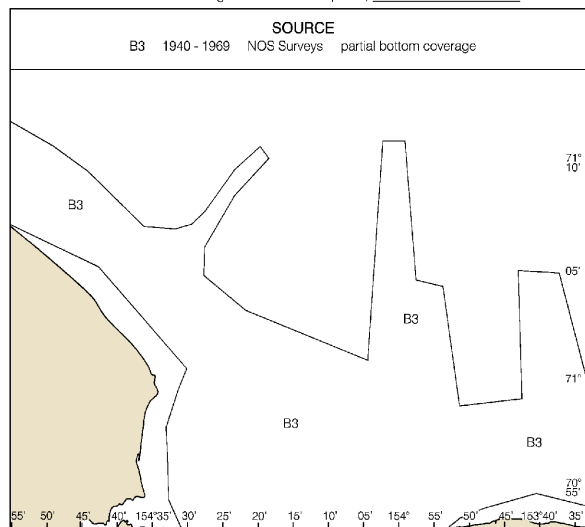 SOURCE
B3 1940 - 1969 NOS Surveys partial bottom coverage
71°
10'
B3
05'
B3
71°
B3
B3
70°
55'
55' 50' 45' 40' 154°35' 25' 20' 15' 10' 05' 154° 55' 50' 45' 153°40' 35'